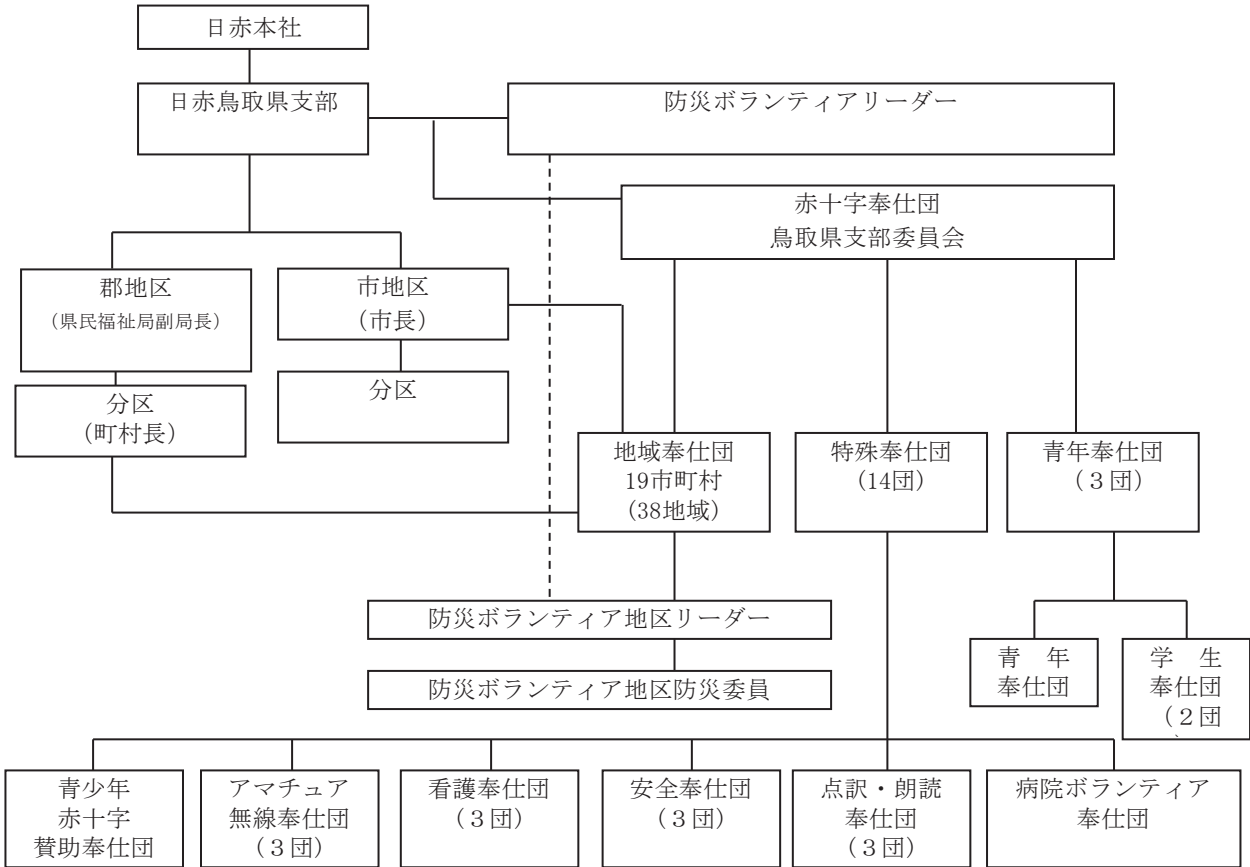 日赤本社
日赤鳥取県支部
防災ボランティアリーダー
赤十字奉仕団
鳥取県支部委員会
郡地区
（県民福祉局副局長）
市地区
（市長）
分区
（町村長）
分区
地域奉仕団
19市町村
（38地域）
特殊奉仕団
（14団）
青年奉仕団
（３団）
防災ボランティア地区リーダー
防災ボランティア地区防災委員
青　年
奉仕団
学　生
奉仕団
（２団
青少年
赤十字
賛助奉仕団
アマチュア
無線奉仕団
（３団）
看護奉仕団
（３団）
安全奉仕団
（３団）
点訳・朗読
奉仕団
（３団）
病院ボランティア
奉仕団